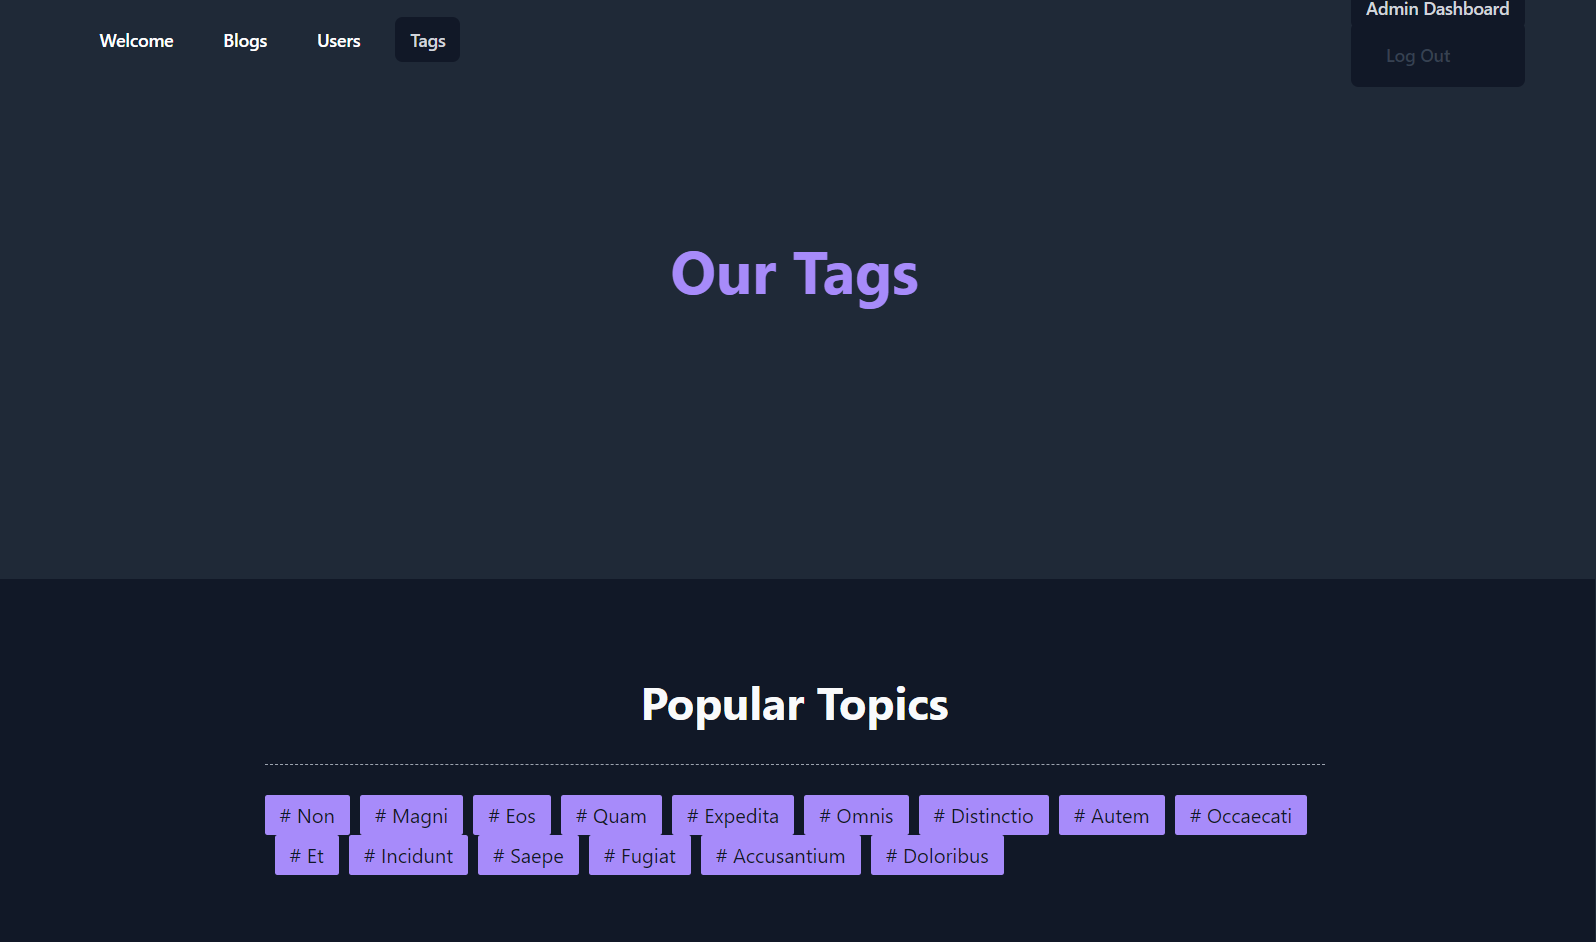 Welcome Blogs Users Tags
Admin Dashboard
Log Out
Our Tags
Popular Topics
# Non # Magni # Eos # Quam # Expedita # Omnis # Distinctio # Autem # Occaecati
# Et # Incidunt # Saepe # Fugiat # Accusantium # Doloribus